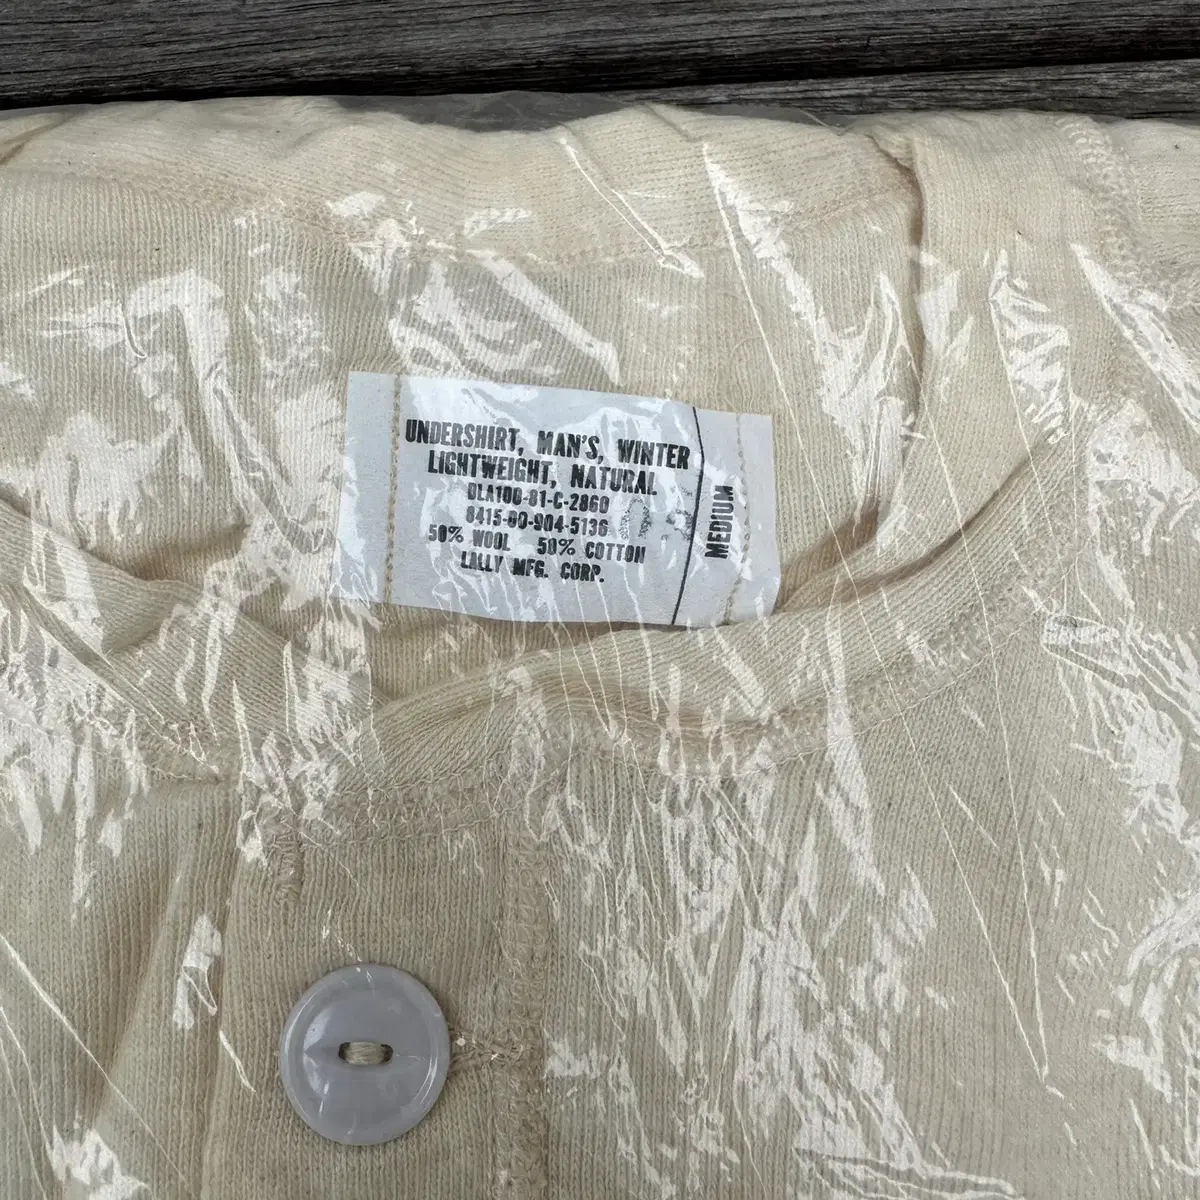 UNDERSHIRT, MAN'S, WINTER
LIGHTWEIGHT, NATURAL
DLA100-81-C-2860
8415-00-904-5136
50% WOOL 50% COTTON
LALLY MFG. CORP.
MEDIUM